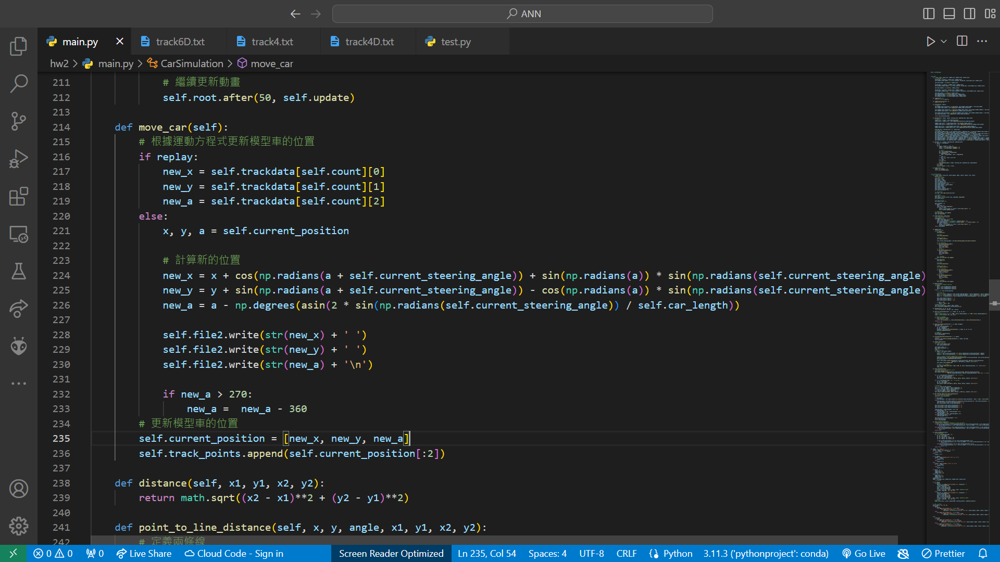 ANN
main.py
track6D.txt
track4.txt
track4D.txt
test.py
hw2 > main.py > CarSimulation > move_car
211 # 繼續更新動畫
212 self.root.after(50, self.update)
213
214 def move_car(self):
215 # 根據運動方程式更新模型車的位置
216 if replay:
217 new_x = self.trackdata[self.count][0]
218 new_y = self.trackdata[self.count][1]
219 new_a = self.trackdata[self.count][2]
220 else:
221 x, y, a = self.current_position
222
223 # 計算新的位置
224 new_x = x + cos(np.radians(a + self.current_steering_angle)) + sin(np.radians(a)) * sin(np.radians(self.current_steering_angle)
225 new_y = y + sin(np.radians(a + self.current_steering_angle)) - cos(np.radians(a)) * sin(np.radians(self.current_steering_angle)
226 new_a = a - np.degrees(asin(2 * sin(np.radians(self.current_steering_angle)) / self.car_length))
227
228 self.file2.write(str(new_x) + ' ')
229 self.file2.write(str(new_y) + ' ')
230 self.file2.write(str(new_a) + '\n')
231
232 if new_a > 270:
233 new_a =  new_a - 360
234 # 更新模型車的位置
235 self.current_position = [new_x, new_y, new_a]
236 self.track_points.append(self.current_position[:2])
237
238 def distance(self, x1, y1, x2, y2):
239 return math.sqrt((x2 - x1)**2 + (y2 - y1)**2)
240
241 def point_to_line_distance(self, x, y, angle, x1, y1, x2, y2):
242 # 定義兩條線
0 0 0 Live Share Cloud Code - Sign in Screen Reader Optimized Ln 235, Col 54 Spaces: 4 UTF-8 CRLF Python 3.11.3 ('pythonproject': conda) Go Live Prettier